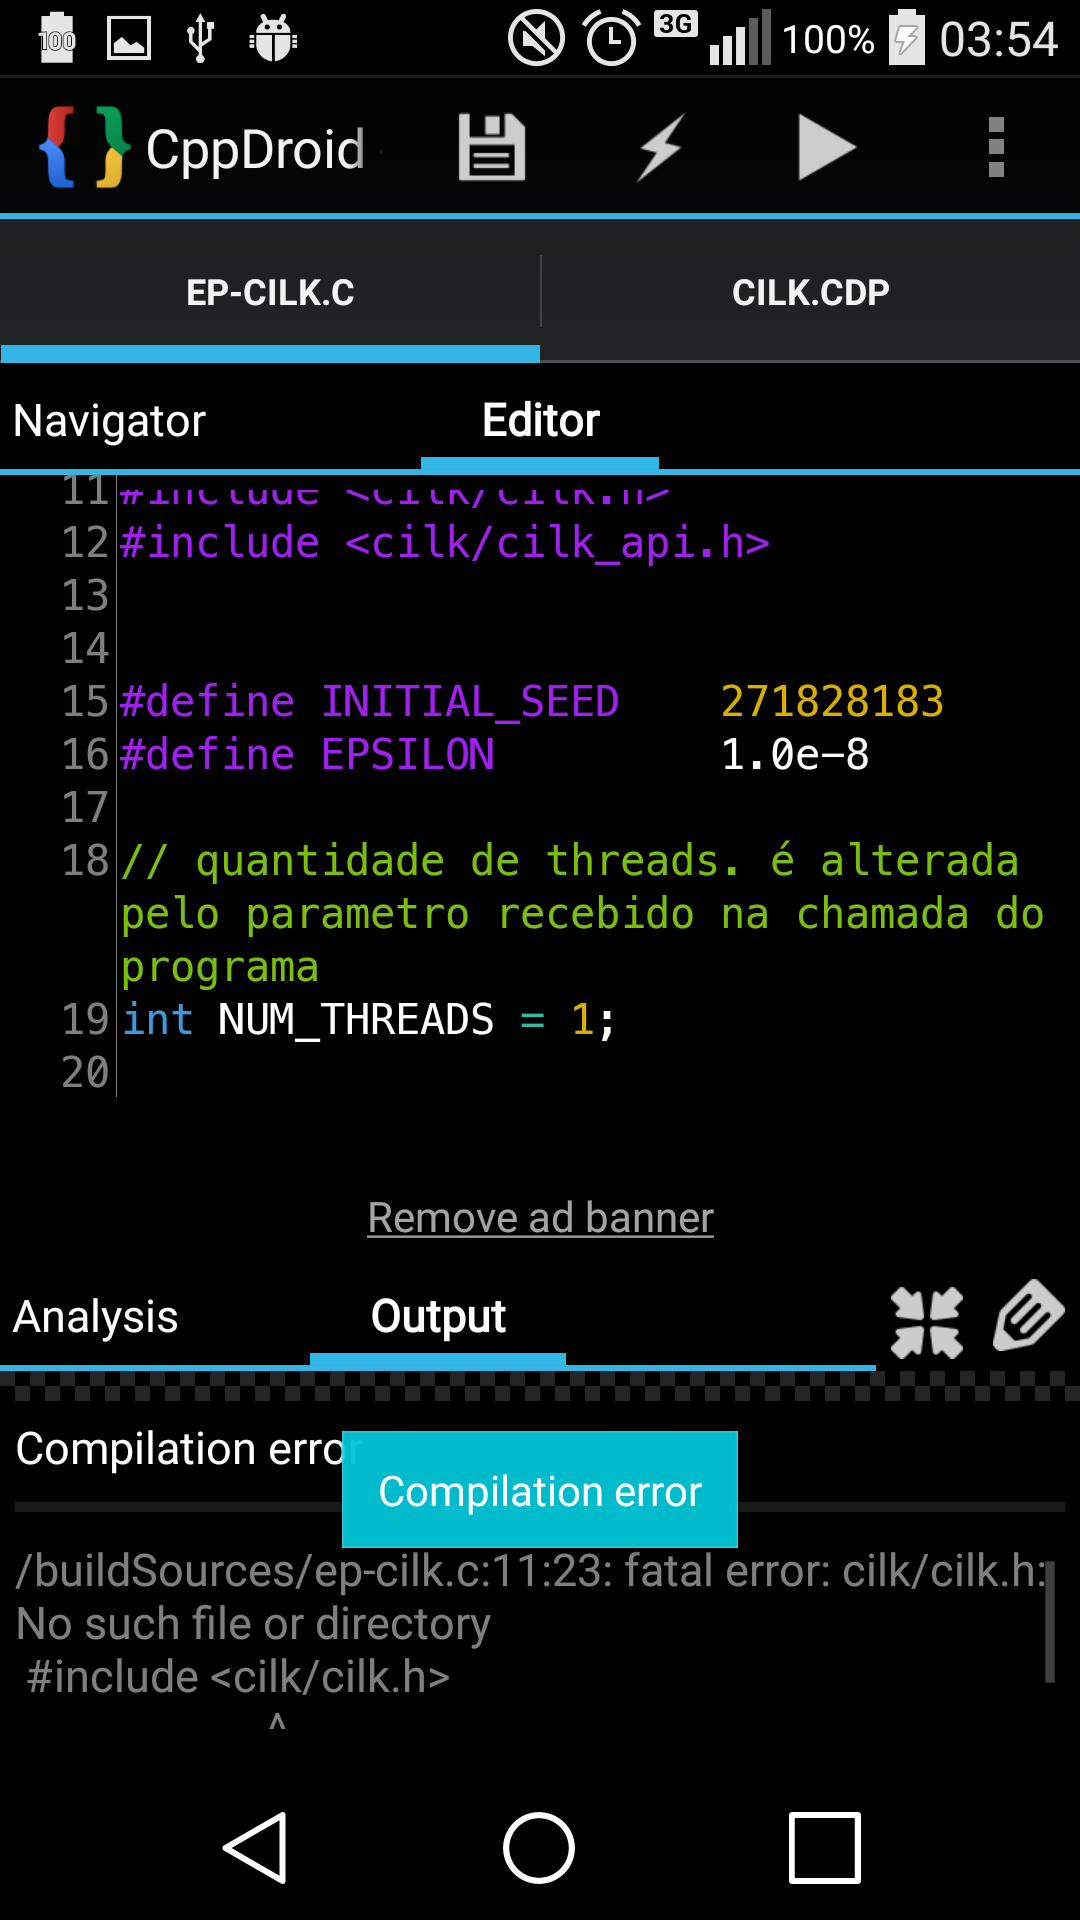 100 3G 100% 03:54
CppDroid
EP-CILK.C CILK.CDP
Navigator Editor
11 #include <cilk/cilk.h>
12 #include <cilk/cilk_api.h>
13
14
15 #define INITIAL_SEED 271828183
16 #define EPSILON 1.0e-8
17
18 // quantidade de threads. é alterada
pelo parametro recebido na chamada do
programa
19 int NUM_THREADS = 1;
20
Remove ad banner
Analysis Output
Compilation error
Compilation error
/buildSources/ep-cilk.c:11:23: fatal error: cilk/cilk.h:
No such file or directory
#include <cilk/cilk.h>
^